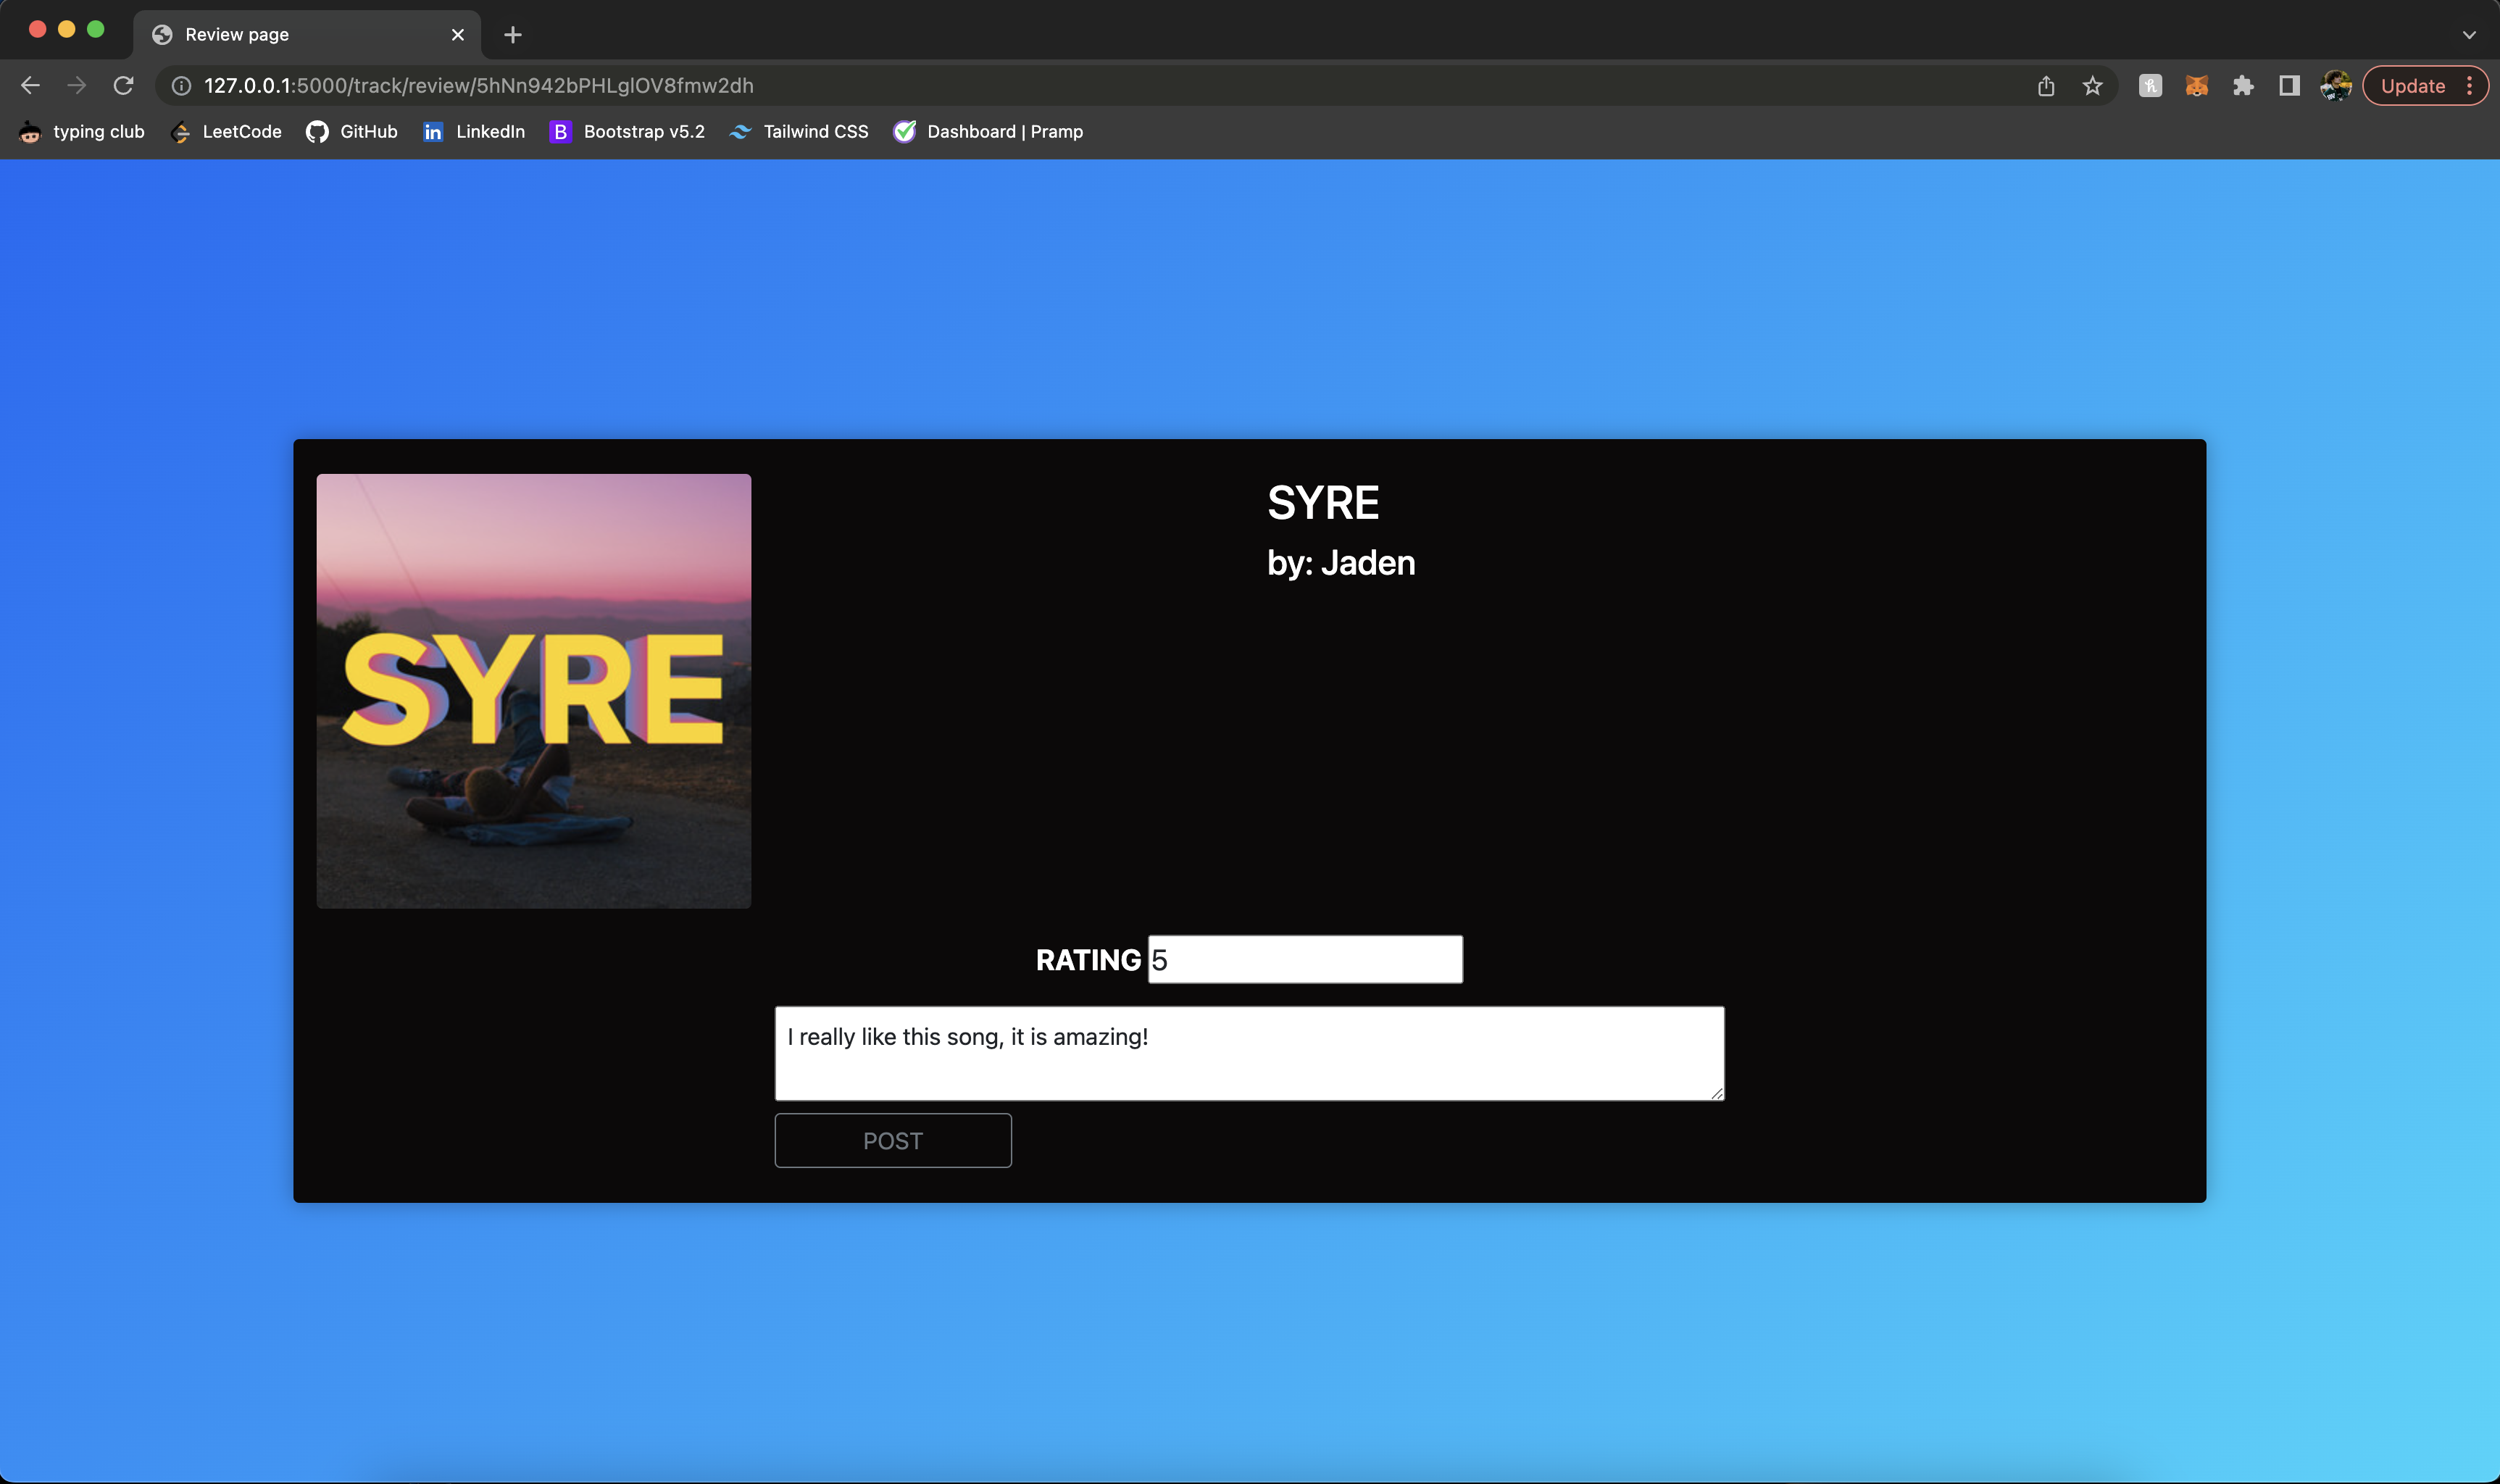 Review page
127.0.0.1:5000/track/review/5hNn942bPHLglOV8fmw2dh
Update
typing club
LeetCode
GitHub
in
LinkedIn
B
Bootstrap v5.2
Tailwind CSS
Dashboard | Pramp
SYRE
by: Jaden
SYRE
RATING 5
I really like this song, it is amazing!
POST